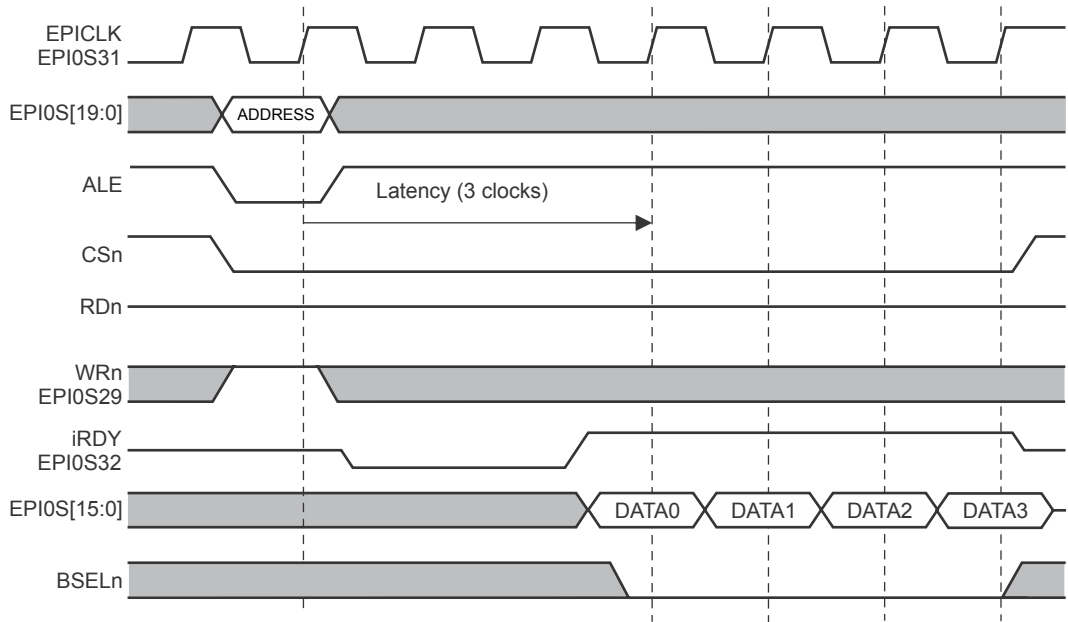 EPICLK
EPI0S31
EPI0S[19:0]
ADDRESS
ALE
Latency (3 clocks)
CSn
RDn
WRn
EPI0S29
iRDY
EPI0S32
EPI0S[15:0]
DATA0
DATA1
DATA2
DATA3
BSELn